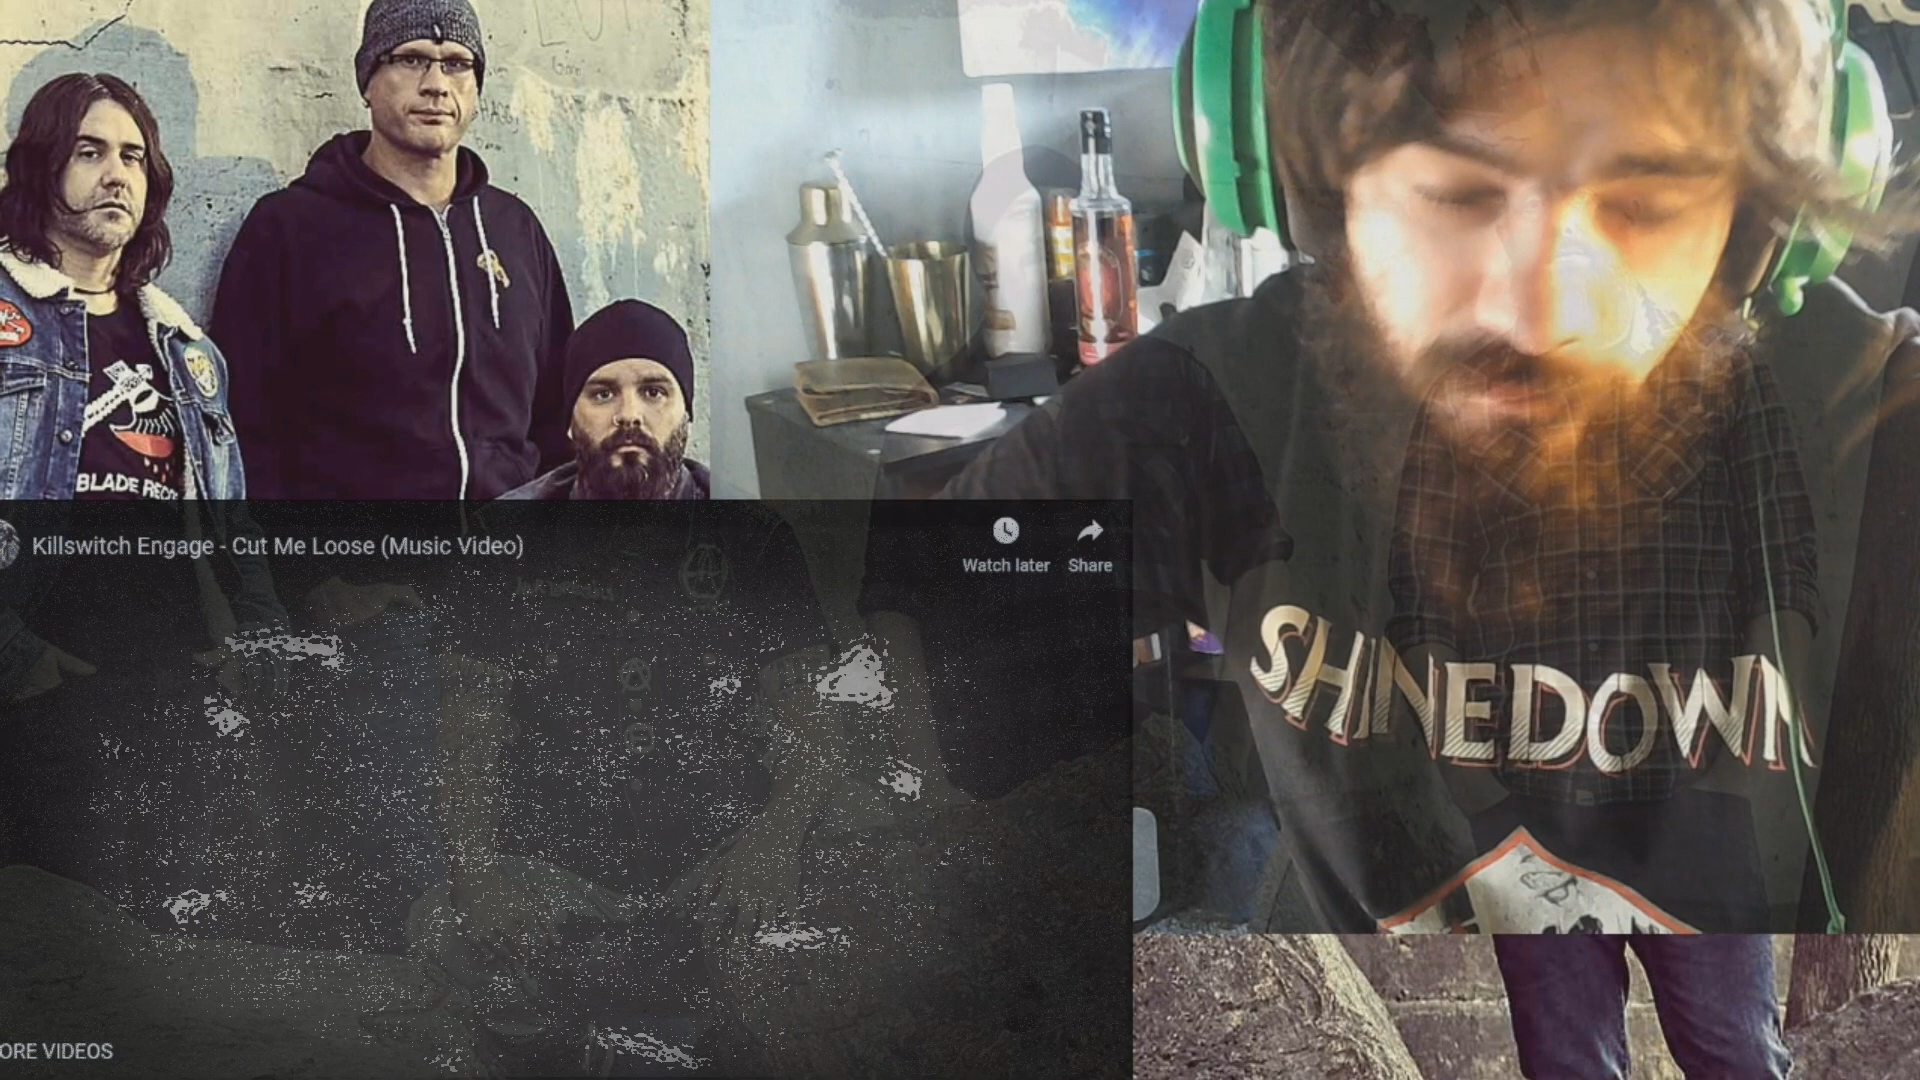 BLADE RECO
Killswitch Engage - Cut Me Loose (Music Video)
Watch later
Share
SHINEDOWN
ORE VIDEOS